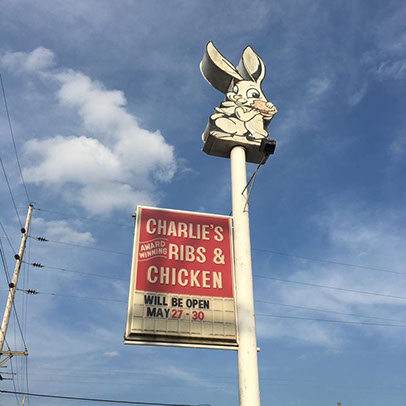 CHARLIE'S
AWARD WINNING RIBS &
CHICKEN
WILL BE OPEN
MAY 27 - 30